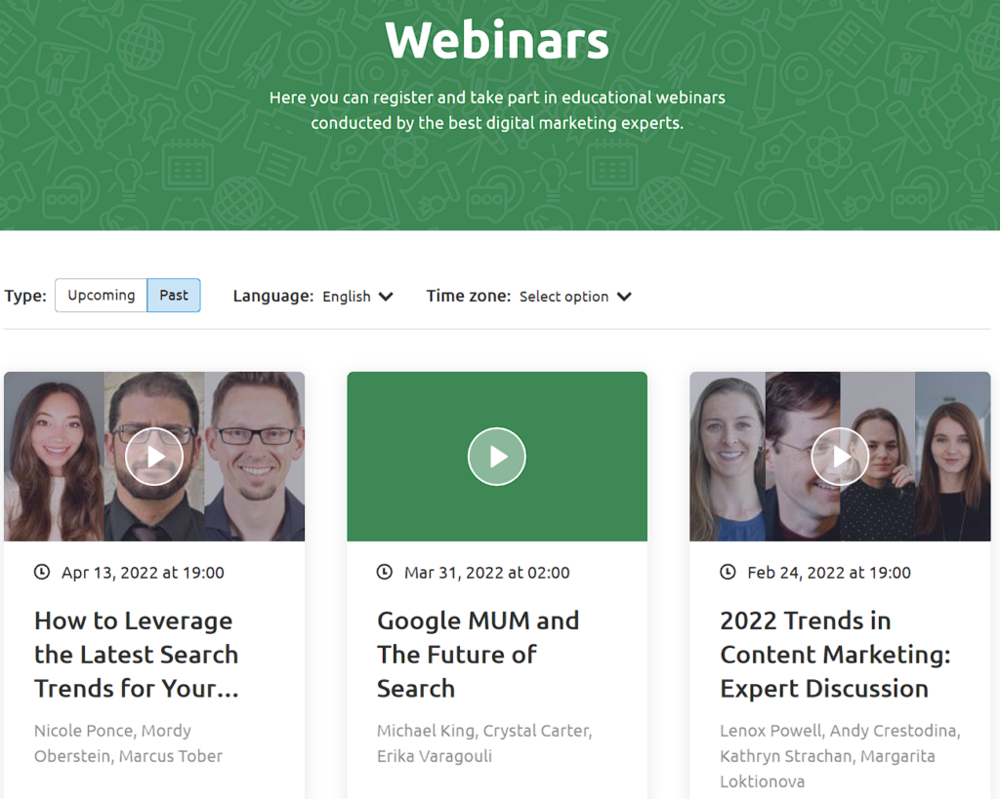 Webinars
Here you can register and take part in educational webinars
conducted by the best digital marketing experts.
Type: Upcoming Past Language: English Time zone: Select option
Apr 13, 2022 at 19:00
How to Leverage
the Latest Search
Trends for Your...
Nicole Ponce, Mordy
Oberstein, Marcus Tober
Mar 31, 2022 at 02:00
Google MUM and
The Future of
Search
Michael King, Crystal Carter,
Erika Varagouli
Feb 24, 2022 at 19:00
2022 Trends in
Content Marketing:
Expert Discussion
Lenox Powell, Andy Crestodina,
Kathryn Strachan, Margarita
Loktionova